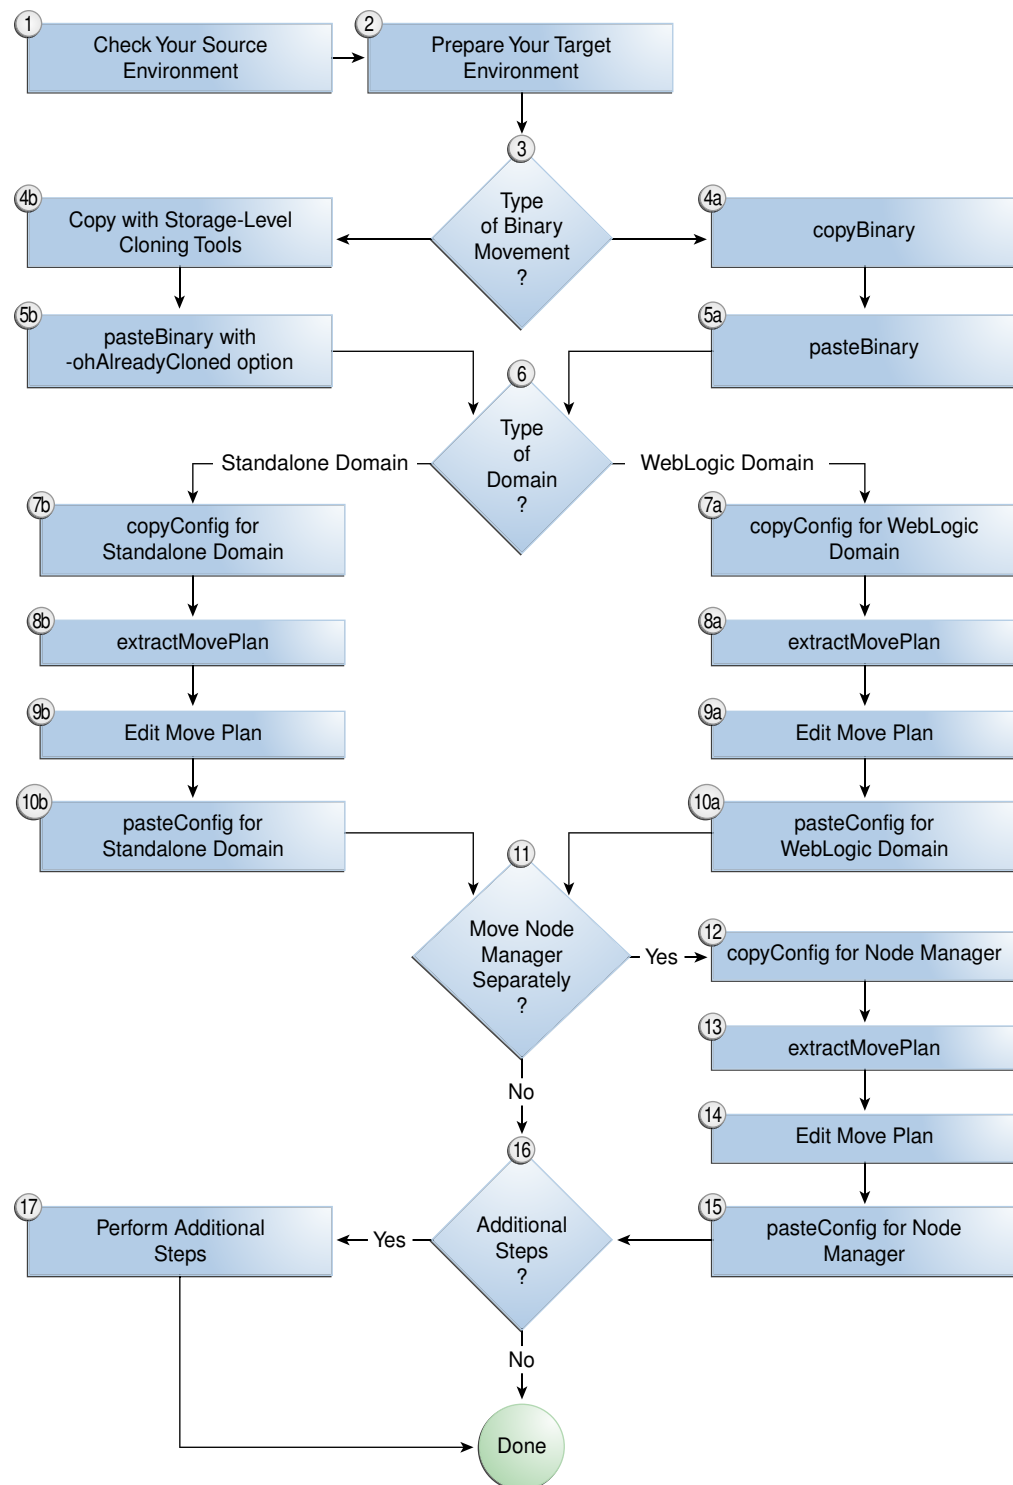 1
Check Your Source
Environment
2
Prepare Your Target
Environment
3
Type
of Binary
Movement
?
4b
Copy with Storage-Level
Cloning Tools
4a
copyBinary
5b
pasteBinary with
-ohAlreadyCloned option
5a
pasteBinary
6
Type
of
Domain
?
Standalone Domain
WebLogic Domain
7b
copyConfig for
Standalone Domain
7a
copyConfig for WebLogic
Domain
8b
extractMovePlan
8a
extractMovePlan
9b
Edit Move Plan
9a
Edit Move Plan
10b
pasteConfig for
Standalone Domain
10a
pasteConfig for
WebLogic Domain
11
Move Node
Manager
Separately
?
Yes
12
copyConfig for Node Manager
13
extractMovePlan
No
14
Edit Move Plan
16
Additional
Steps
?
15
pasteConfig for Node
Manager
Yes
17
Perform Additional
Steps
No
Done